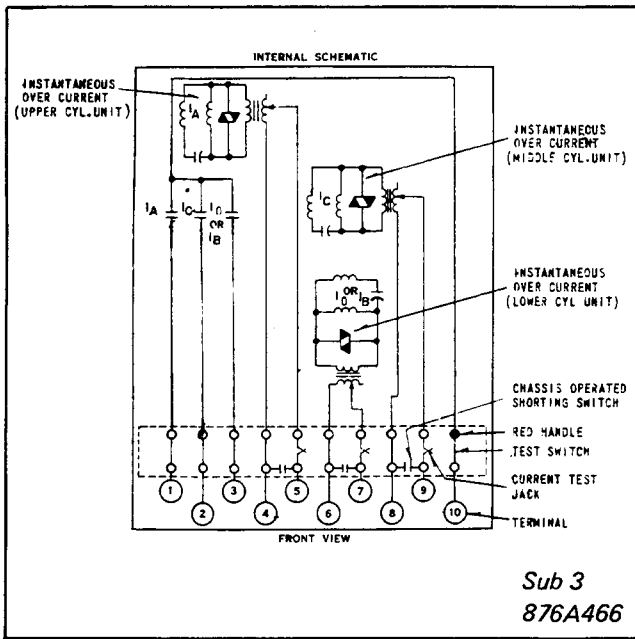 INTERNAL SCHEMATIC
INSTANTANEOUS
OVER CURRENT
(UPPER CYL.UNIT)
IA
INSTANTANEOUS
OVER CURRENT
(MIDDLE CYL.UNIT)
IC
IA
IC
IO
OR
IB
IO OR IB
INSTANTANEOUS
OVER CURRENT
(LOWER CYL UNIT)
CHASSIS OPERATED
SHORTING SWITCH
RED HANDLE
TEST SWITCH
CURRENT TEST
JACK
TERMINAL
1
2
3
4
5
6
7
8
9
10
FRONT VIEW
Sub 3
876A466